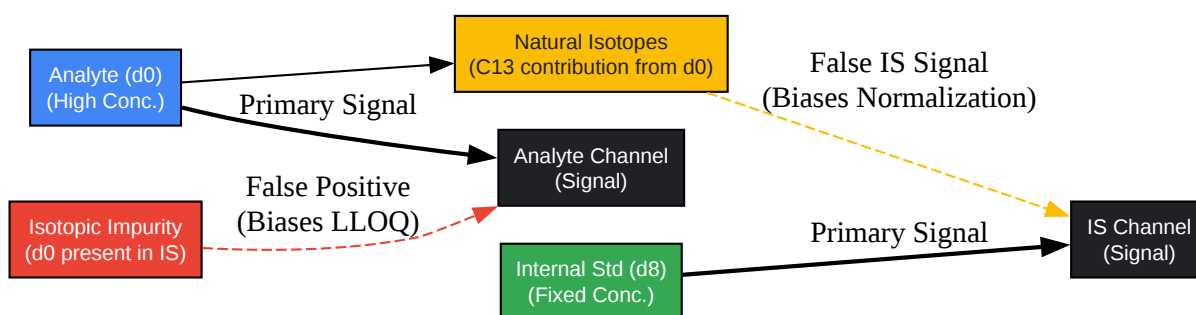 Analyte (d0)
(High Conc.)
Natural Isotopes
(C13 contribution from d0)
False IS Signal
(Biases Normalization)
Primary Signal
Analyte Channel
(Signal)
False Positive
(Biases LLOQ)
Isotopic Impurity
(d0 present in IS)
Internal Std (d8)
(Fixed Conc.)
Primary Signal
IS Channel
(Signal)